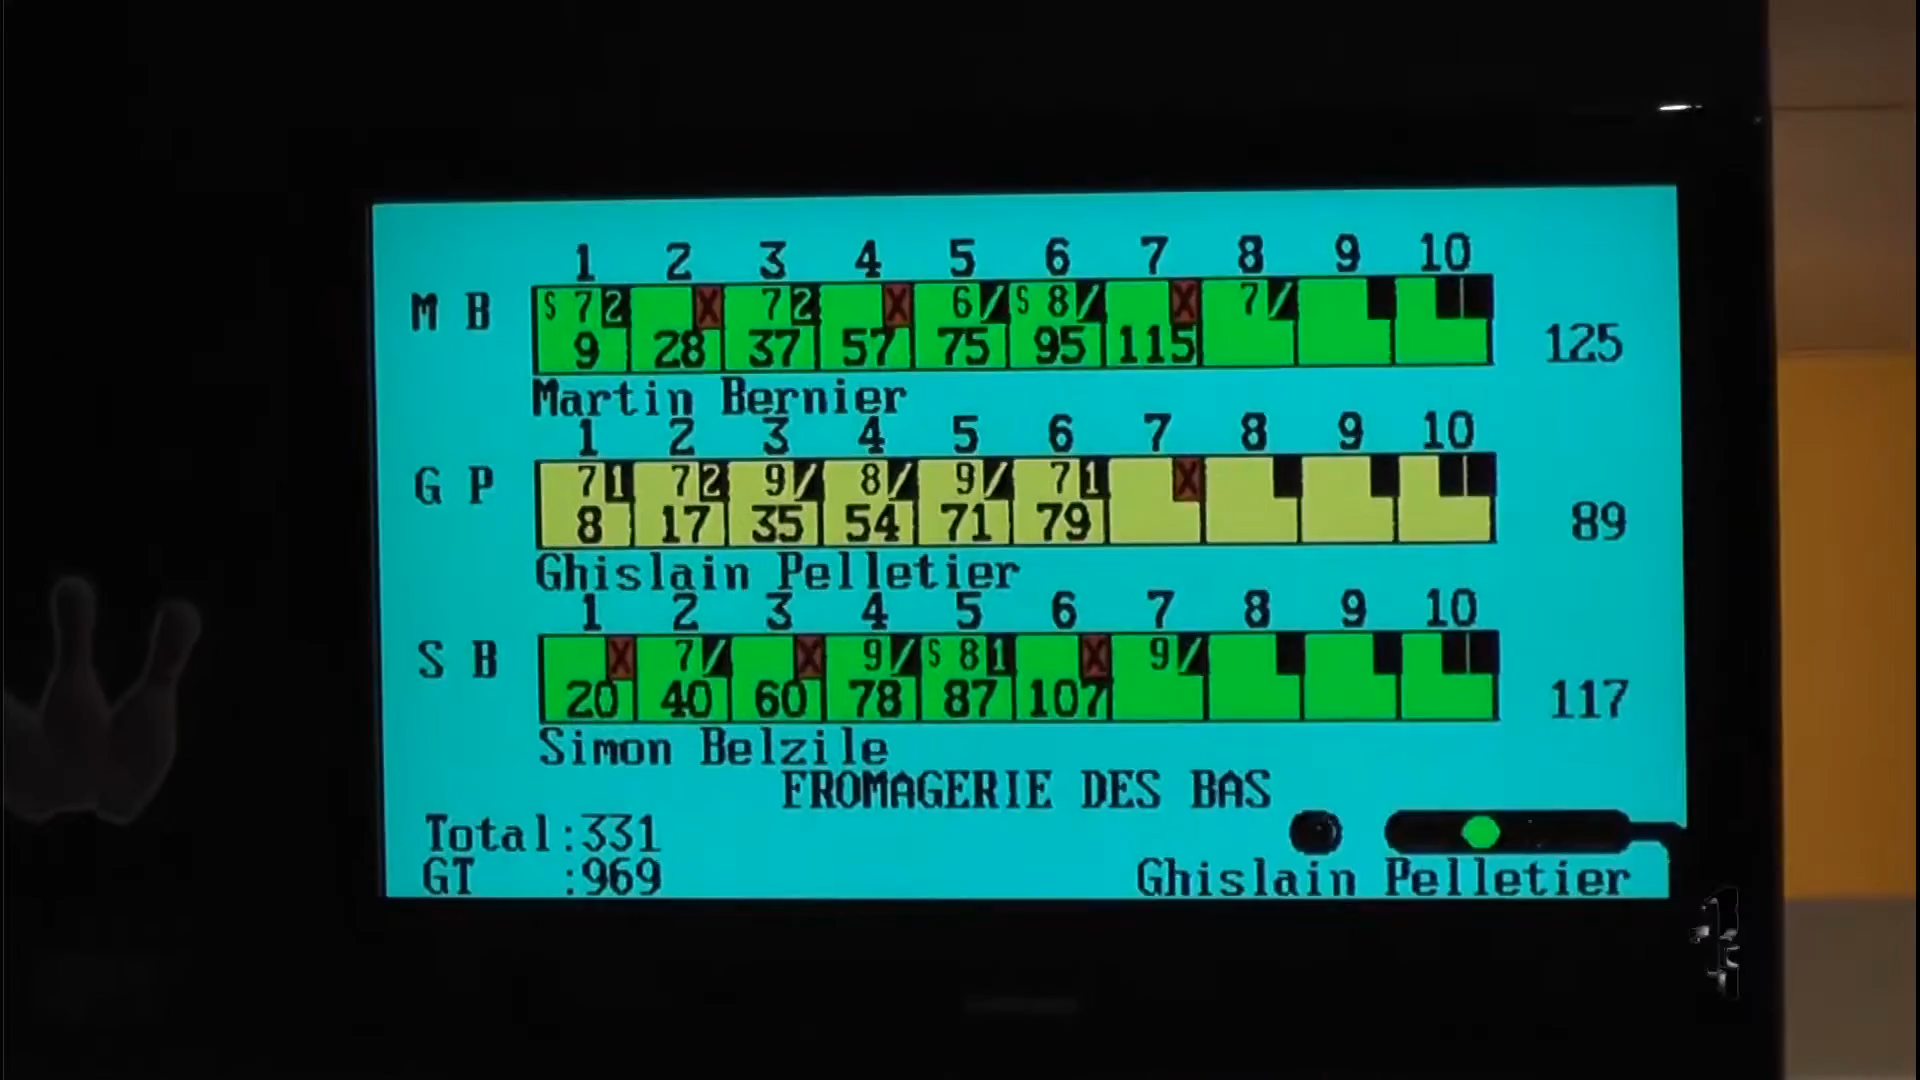 1 2 3 4 5 6 7 8 9 10
M B S 7 2 X 7 2 X 6 / S 8 / X 7 /
9 28 37 57 75 95 115 125
Martin Bernier
1 2 3 4 5 6 7 8 9 10
G P 7 1 7 2 9 / 8 / 9 / 7 1 X
8 17 35 54 71 79 89
Ghislain Pelletier
1 2 3 4 5 6 7 8 9 10
S B X 7 / X 9 / S 8 1 X 9 /
20 40 60 78 87 107 117
Simon Belzile
FROMAGERIE DES BAS
Total:331
GT :969
Ghislain Pelletier